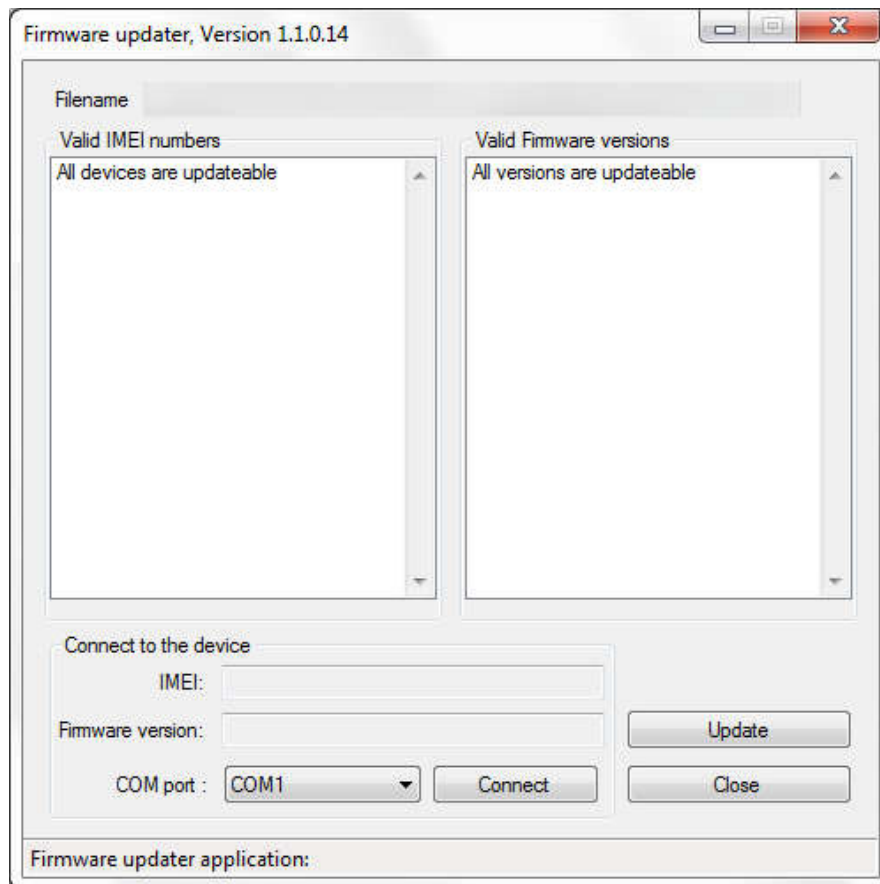 Firmware updater, Version 1.1.0.14
Filename
Valid IMEI numbers
Valid Firmware versions
All devices are updateable
All versions are updateable
Connect to the device
IMEI:
Firmware version:
Update
COM port : COM1 Connect Close
Firmware updater application: